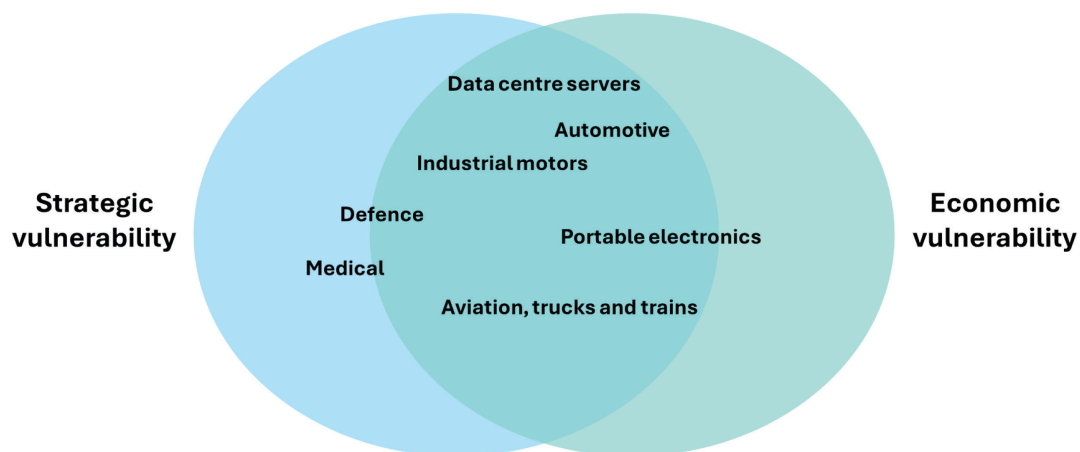 Data centre servers
Automotive
Industrial motors
Strategic
vulnerability
Defence
Economic
vulnerability
Portable electronics
Medical
Aviation, trucks and trains